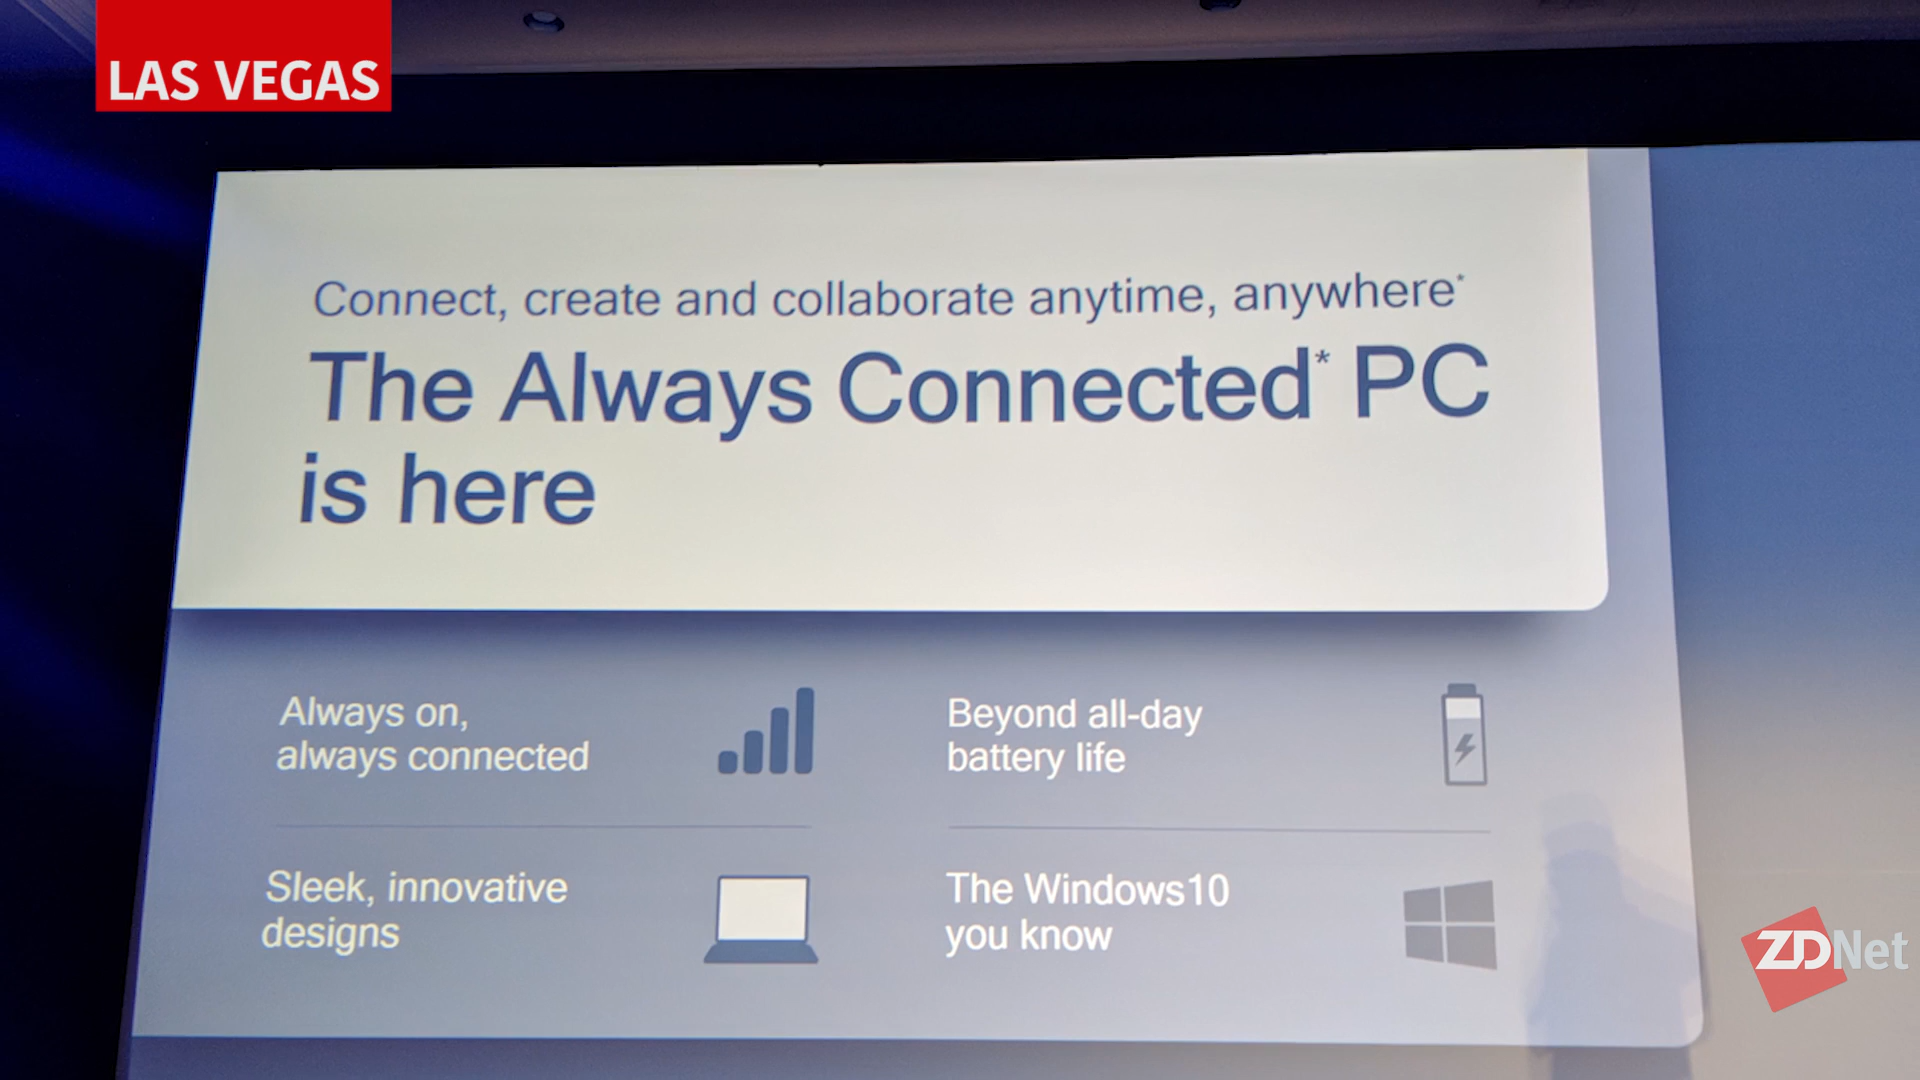 LAS VEGAS
Connect, create and collaborate anytime, anywhere*
The Always Connected* PC
is here
Always on,
always connected
Beyond all-day
battery life
Sleek, innovative
designs
The Windows10
you know
ZDNet